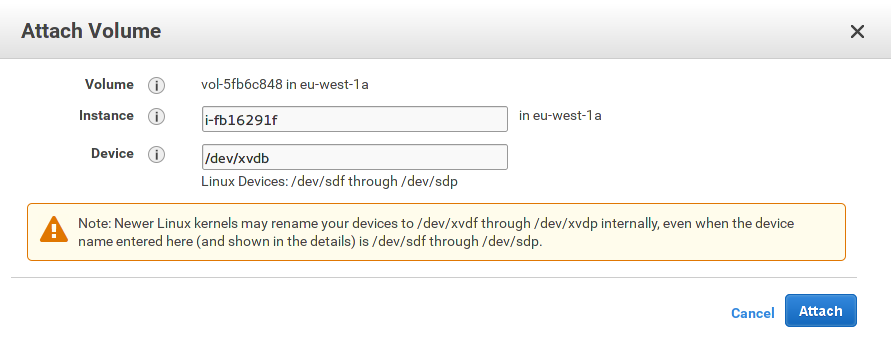 Attach Volume
Volume i vol-5fb6c848 in eu-west-1a
Instance i i-fb16291f in eu-west-1a
Device i /dev/xvdb
Linux Devices: /dev/sdf through /dev/sdp
Note: Newer Linux kernels may rename your devices to /dev/xvdf through /dev/xvdp internally, even when the device
name entered here (and shown in the details) is /dev/sdf through /dev/sdp.
Cancel Attach